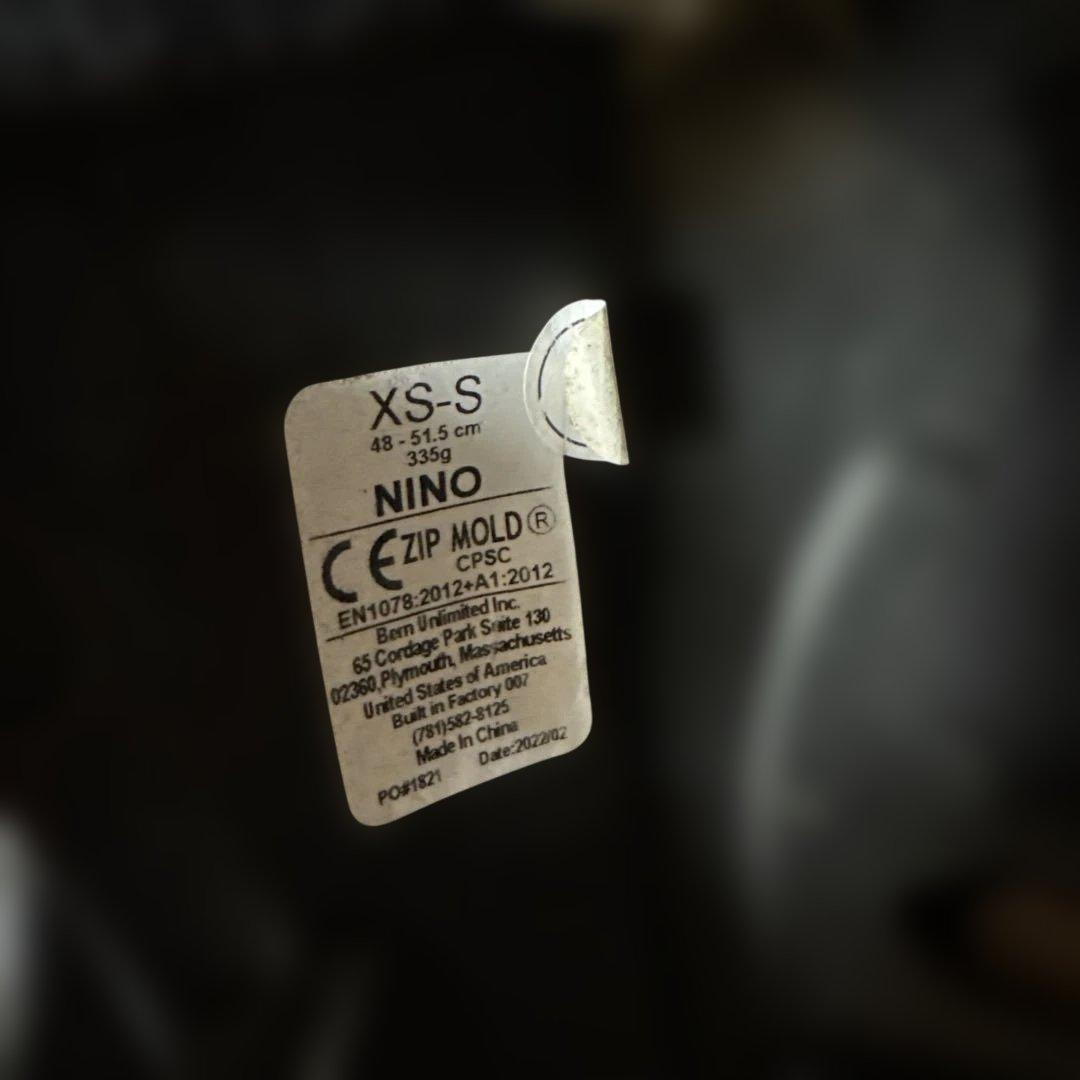 XS-S
48 - 51.5 cm
335g
NINO
CE ZIP MOLD®
CPSC
EN1078:2012+A1:2012
Bern Unlimited Inc.
65 Cordage Park Suite 130
02360,Plymouth, Massachusetts
United States of America
Built in Factory 007
(781)582-8125
Made In China
PO#1821 Date:2022/02